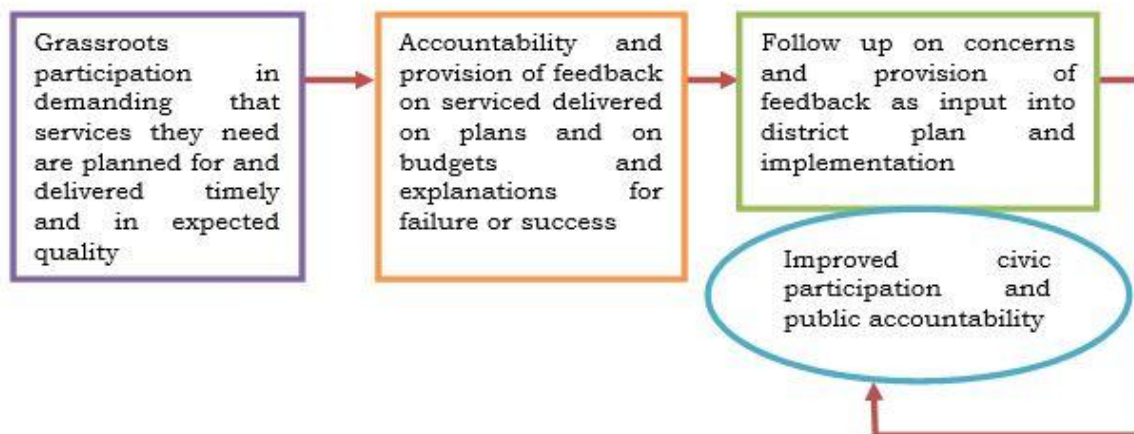 Grassroots
participation in
demanding that
services they need
are planned for and
delivered timely
and in expected
quality
Accountability and
provision of feedback
on serviced delivered
on plans and on
budgets and
explanations for
failure or success
Follow up on concerns
and provision of
feedback as input into
district plan and
implementation
Improved civic
participation and
public accountability